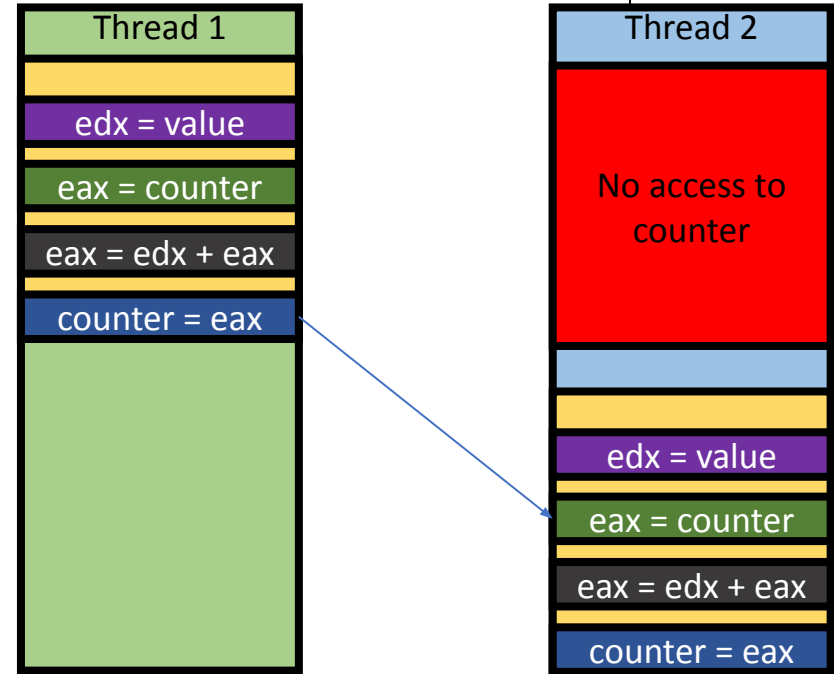 Thread 1
edx = value
eax = counter
eax = edx + eax
counter = eax
Thread 2
No access to
counter
edx = value
eax = counter
eax = edx + eax
counter = eax